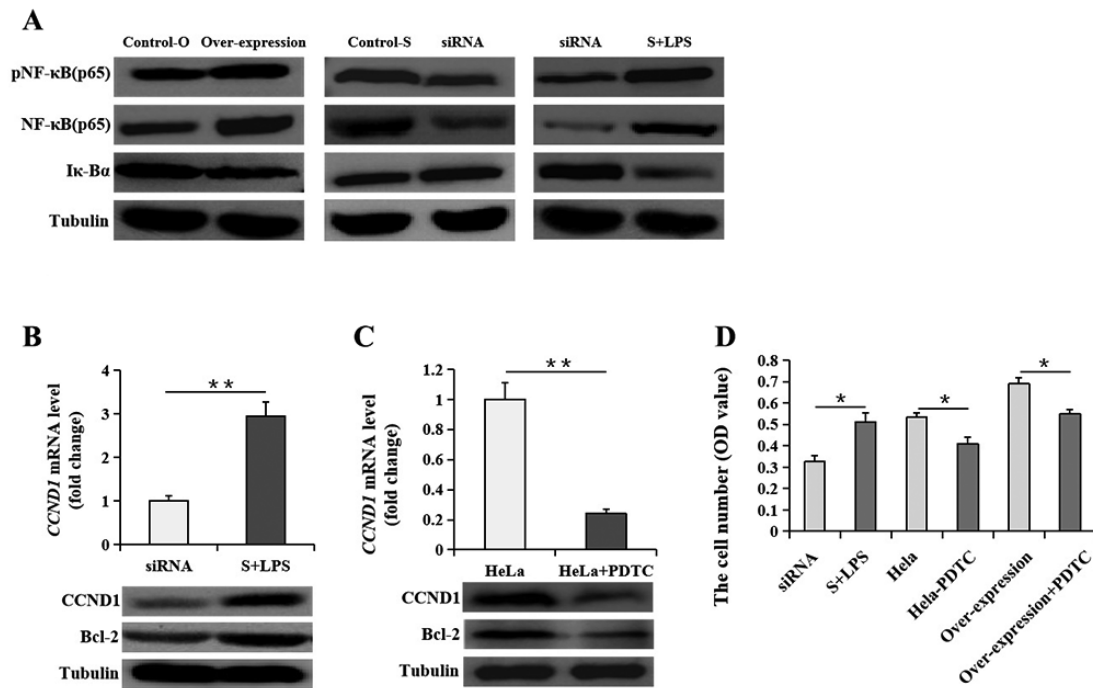 A
Control-O Over-expression Control-S siRNA siRNA S+LPS
pNF-κB(p65)
NF-κB(p65)
Iκ-Bα
Tubulin
B
CCND1 mRNA level
(fold change)
4
3
2
1
0
**
siRNA S+LPS
CCND1
Bcl-2
Tubulin
C
CCND1 mRNA level
(fold change)
1.2
1
0.8
0.6
0.4
0.2
0
**
HeLa HeLa+PDTC
CCND1
Bcl-2
Tubulin
D
The cell number (OD value)
0.8
0.7
0.6
0.5
0.4
0.3
0.2
0.1
0
*
*
*
siRNA
S+LPS
Hela
Hela-PDTC
Over-expression
Over-expression+PDTC